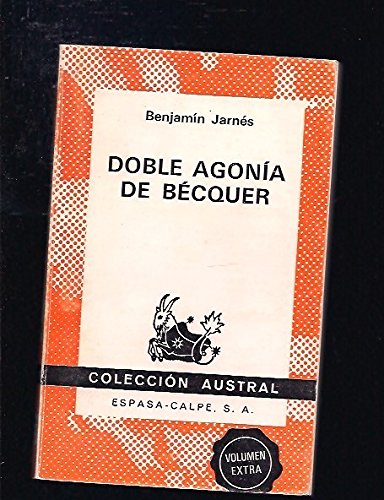 Benjamín Jarnés
DOBLE AGONÍA
DE BÉCQUER
COLECCIÓN AUSTRAL
ESPASA-CALPE, S. A.
VOLUMEN
EXTRA